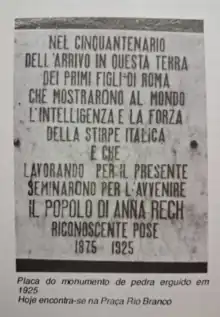 NEL CINQUANTENARIO
DELL'ARRIVO IN QUESTA TERRA
DEI PRIMI FIGLI DI ROMA
CHE MOSTRARONO AL MONDO
L'INTELLIGENZA E LA FORZA
DELLA STIRPE ITALICA
E CHE
LAVORANDO PER IL PRESENTE
SEMINARONO PER L'AVVENIRE
IL POPOLO DI ANNA RECH
RICONOSCENTE POSE
1875 - 1925
Placa do monumento de pedra erguido em
1925
Hoje encontra-se na Praça Rio Branco